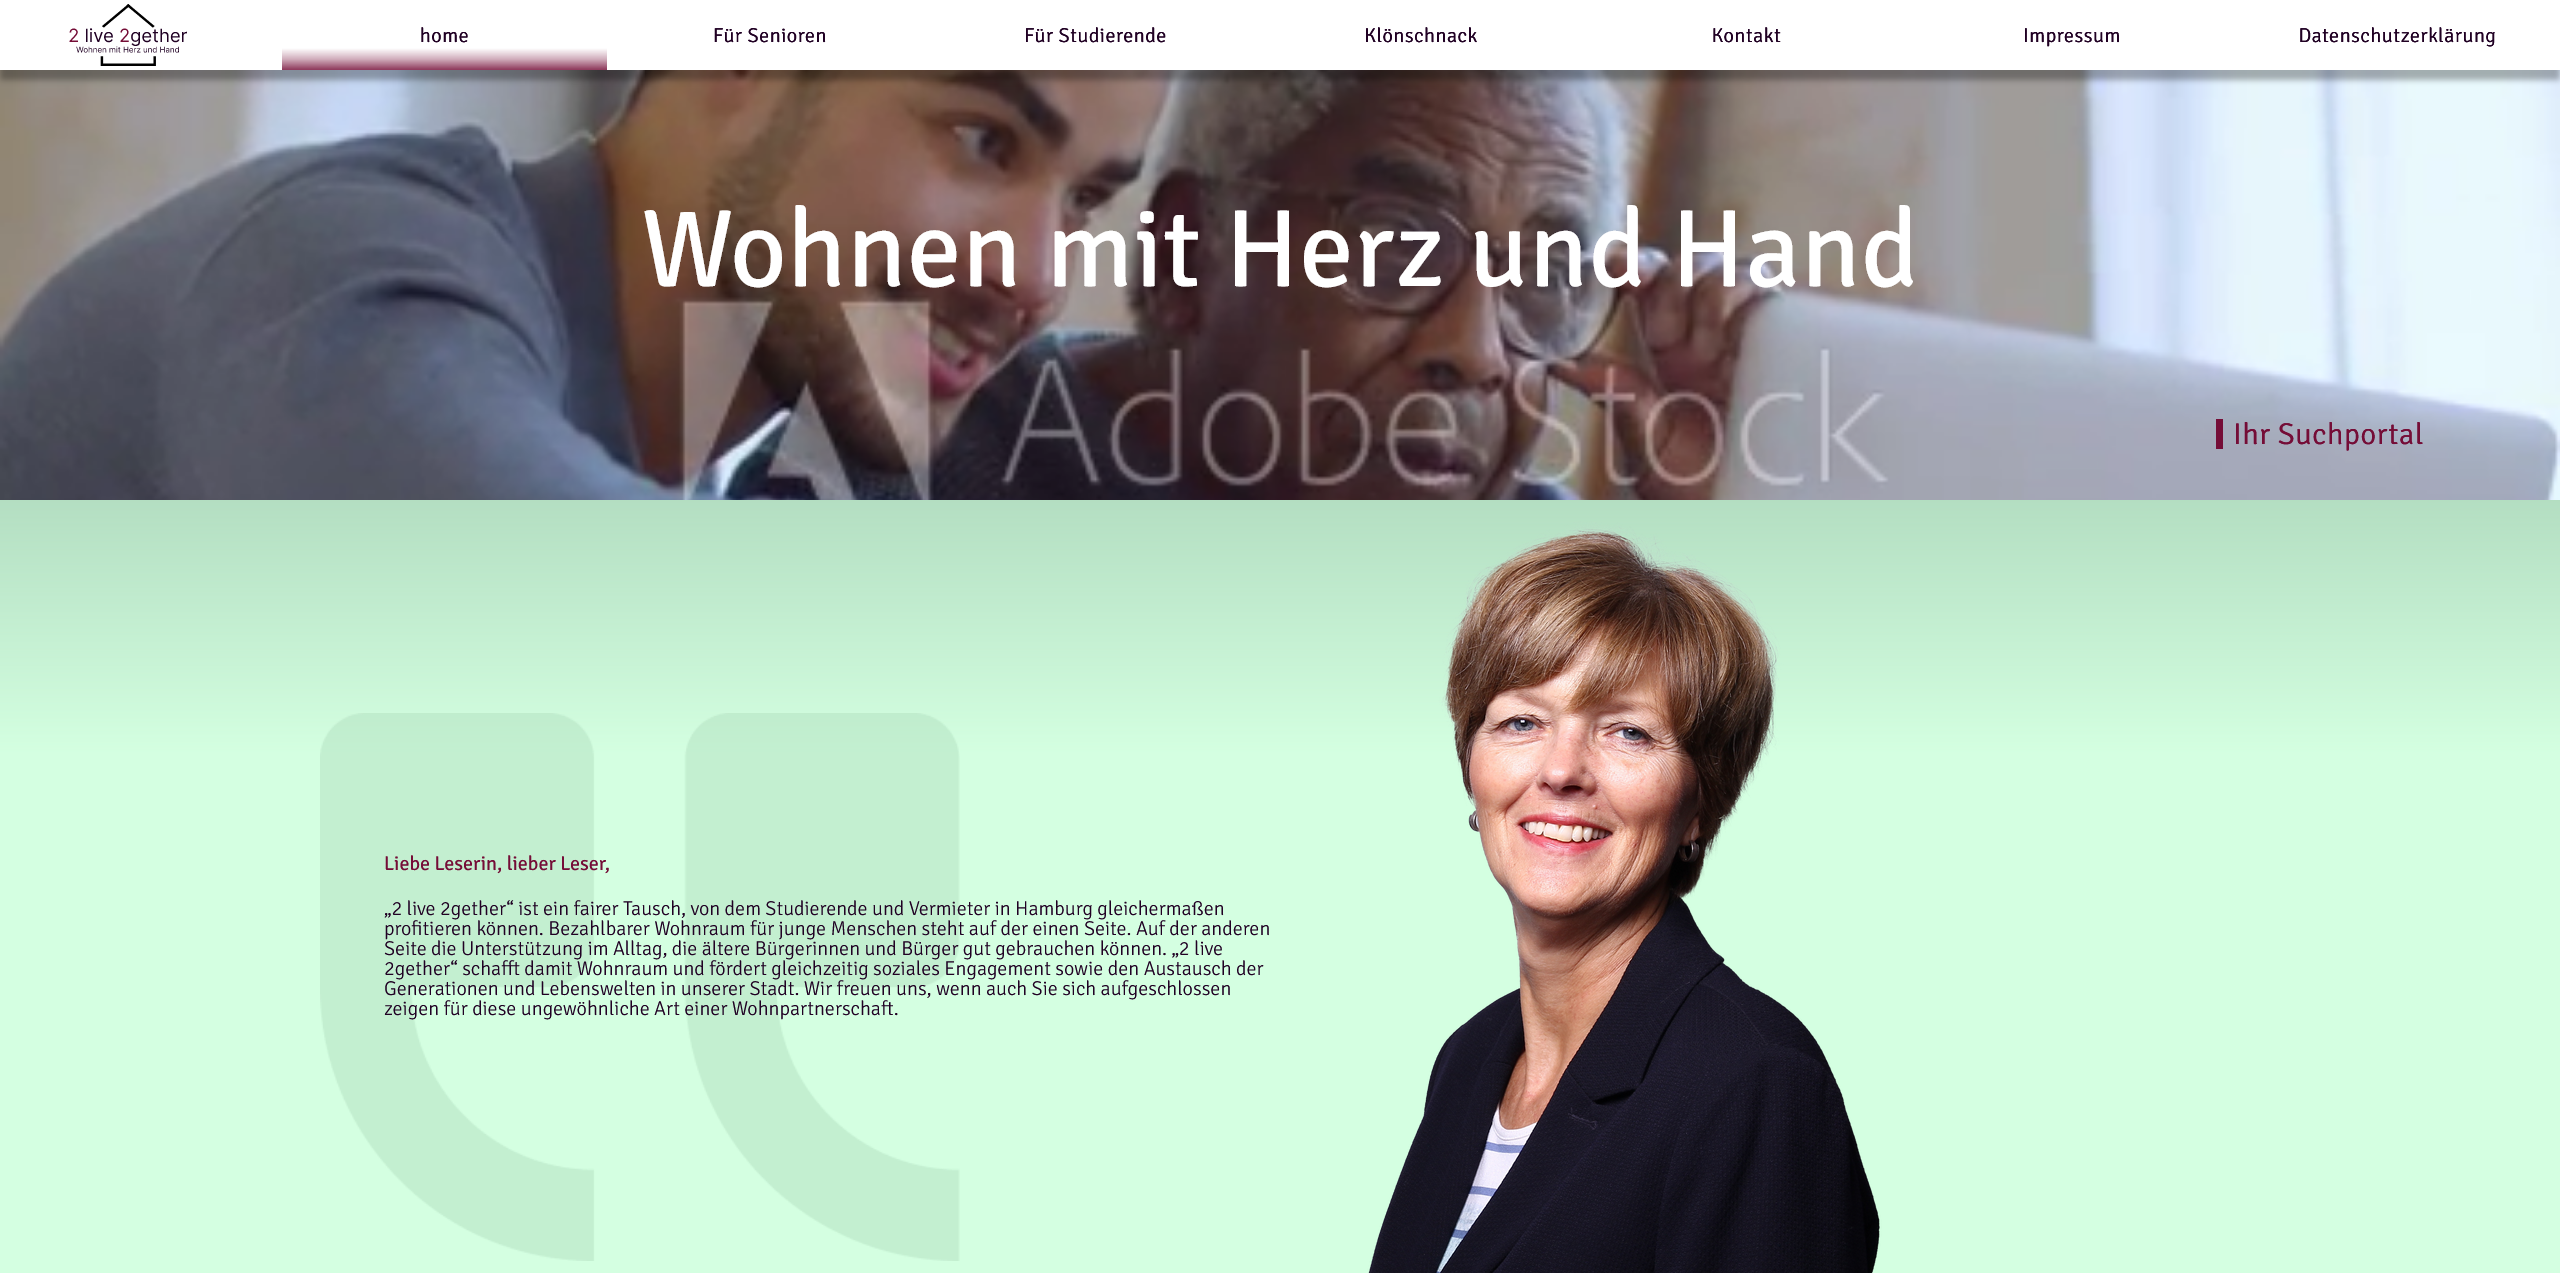 2 live 2gether
Wohnen mit Herz und Hand
home
Für Senioren
Für Studierende
Klönschnack
Kontakt
Impressum
Datenschutzerklärung
Wohnen mit Herz und Hand
Adobe Stock
Ihr Suchportal
Liebe Leserin, lieber Leser,
„2 live 2gether“ ist ein fairer Tausch, von dem Studierende und Vermieter in Hamburg gleichermaßen
profitieren können. Bezahlbarer Wohnraum für junge Menschen steht auf der einen Seite. Auf der anderen
Seite die Unterstützung im Alltag, die ältere Bürgerinnen und Bürger gut gebrauchen können. „2 live
2gether“ schafft damit Wohnraum und fördert gleichzeitig soziales Engagement sowie den Austausch der
Generationen und Lebenswelten in unserer Stadt. Wir freuen uns, wenn auch Sie sich aufgeschlossen
zeigen für diese ungewöhnliche Art einer Wohnpartnerschaft.